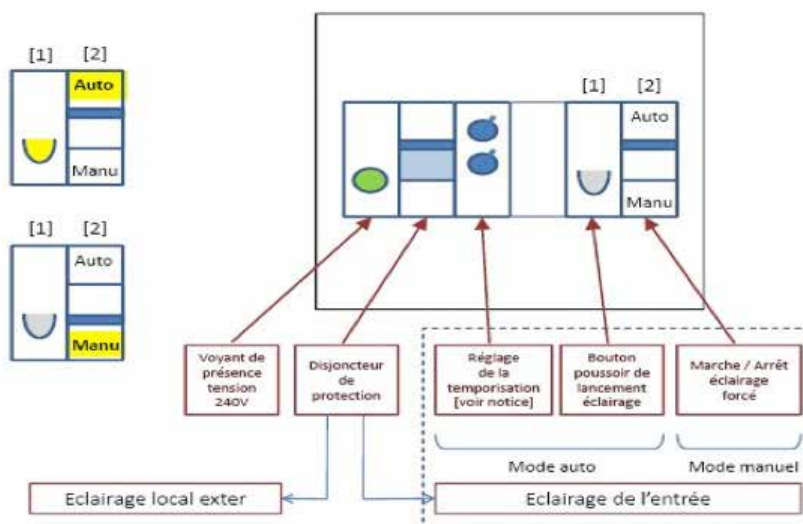 [1] [2]
Auto
Manu
[1] [2]
Auto
Manu
[1] [2]
Auto
Manu
Voyant de
présence
tension
240V
Disjoncteur
de
protection
Réglage
de la
temporisation
[voir notice]
Bouton
poussoir de
lancement
éclairage
Marche / Arrêt
éclairage
forcé
Mode auto
Mode manuel
Eclairage local exter
Eclairage de l'entrée